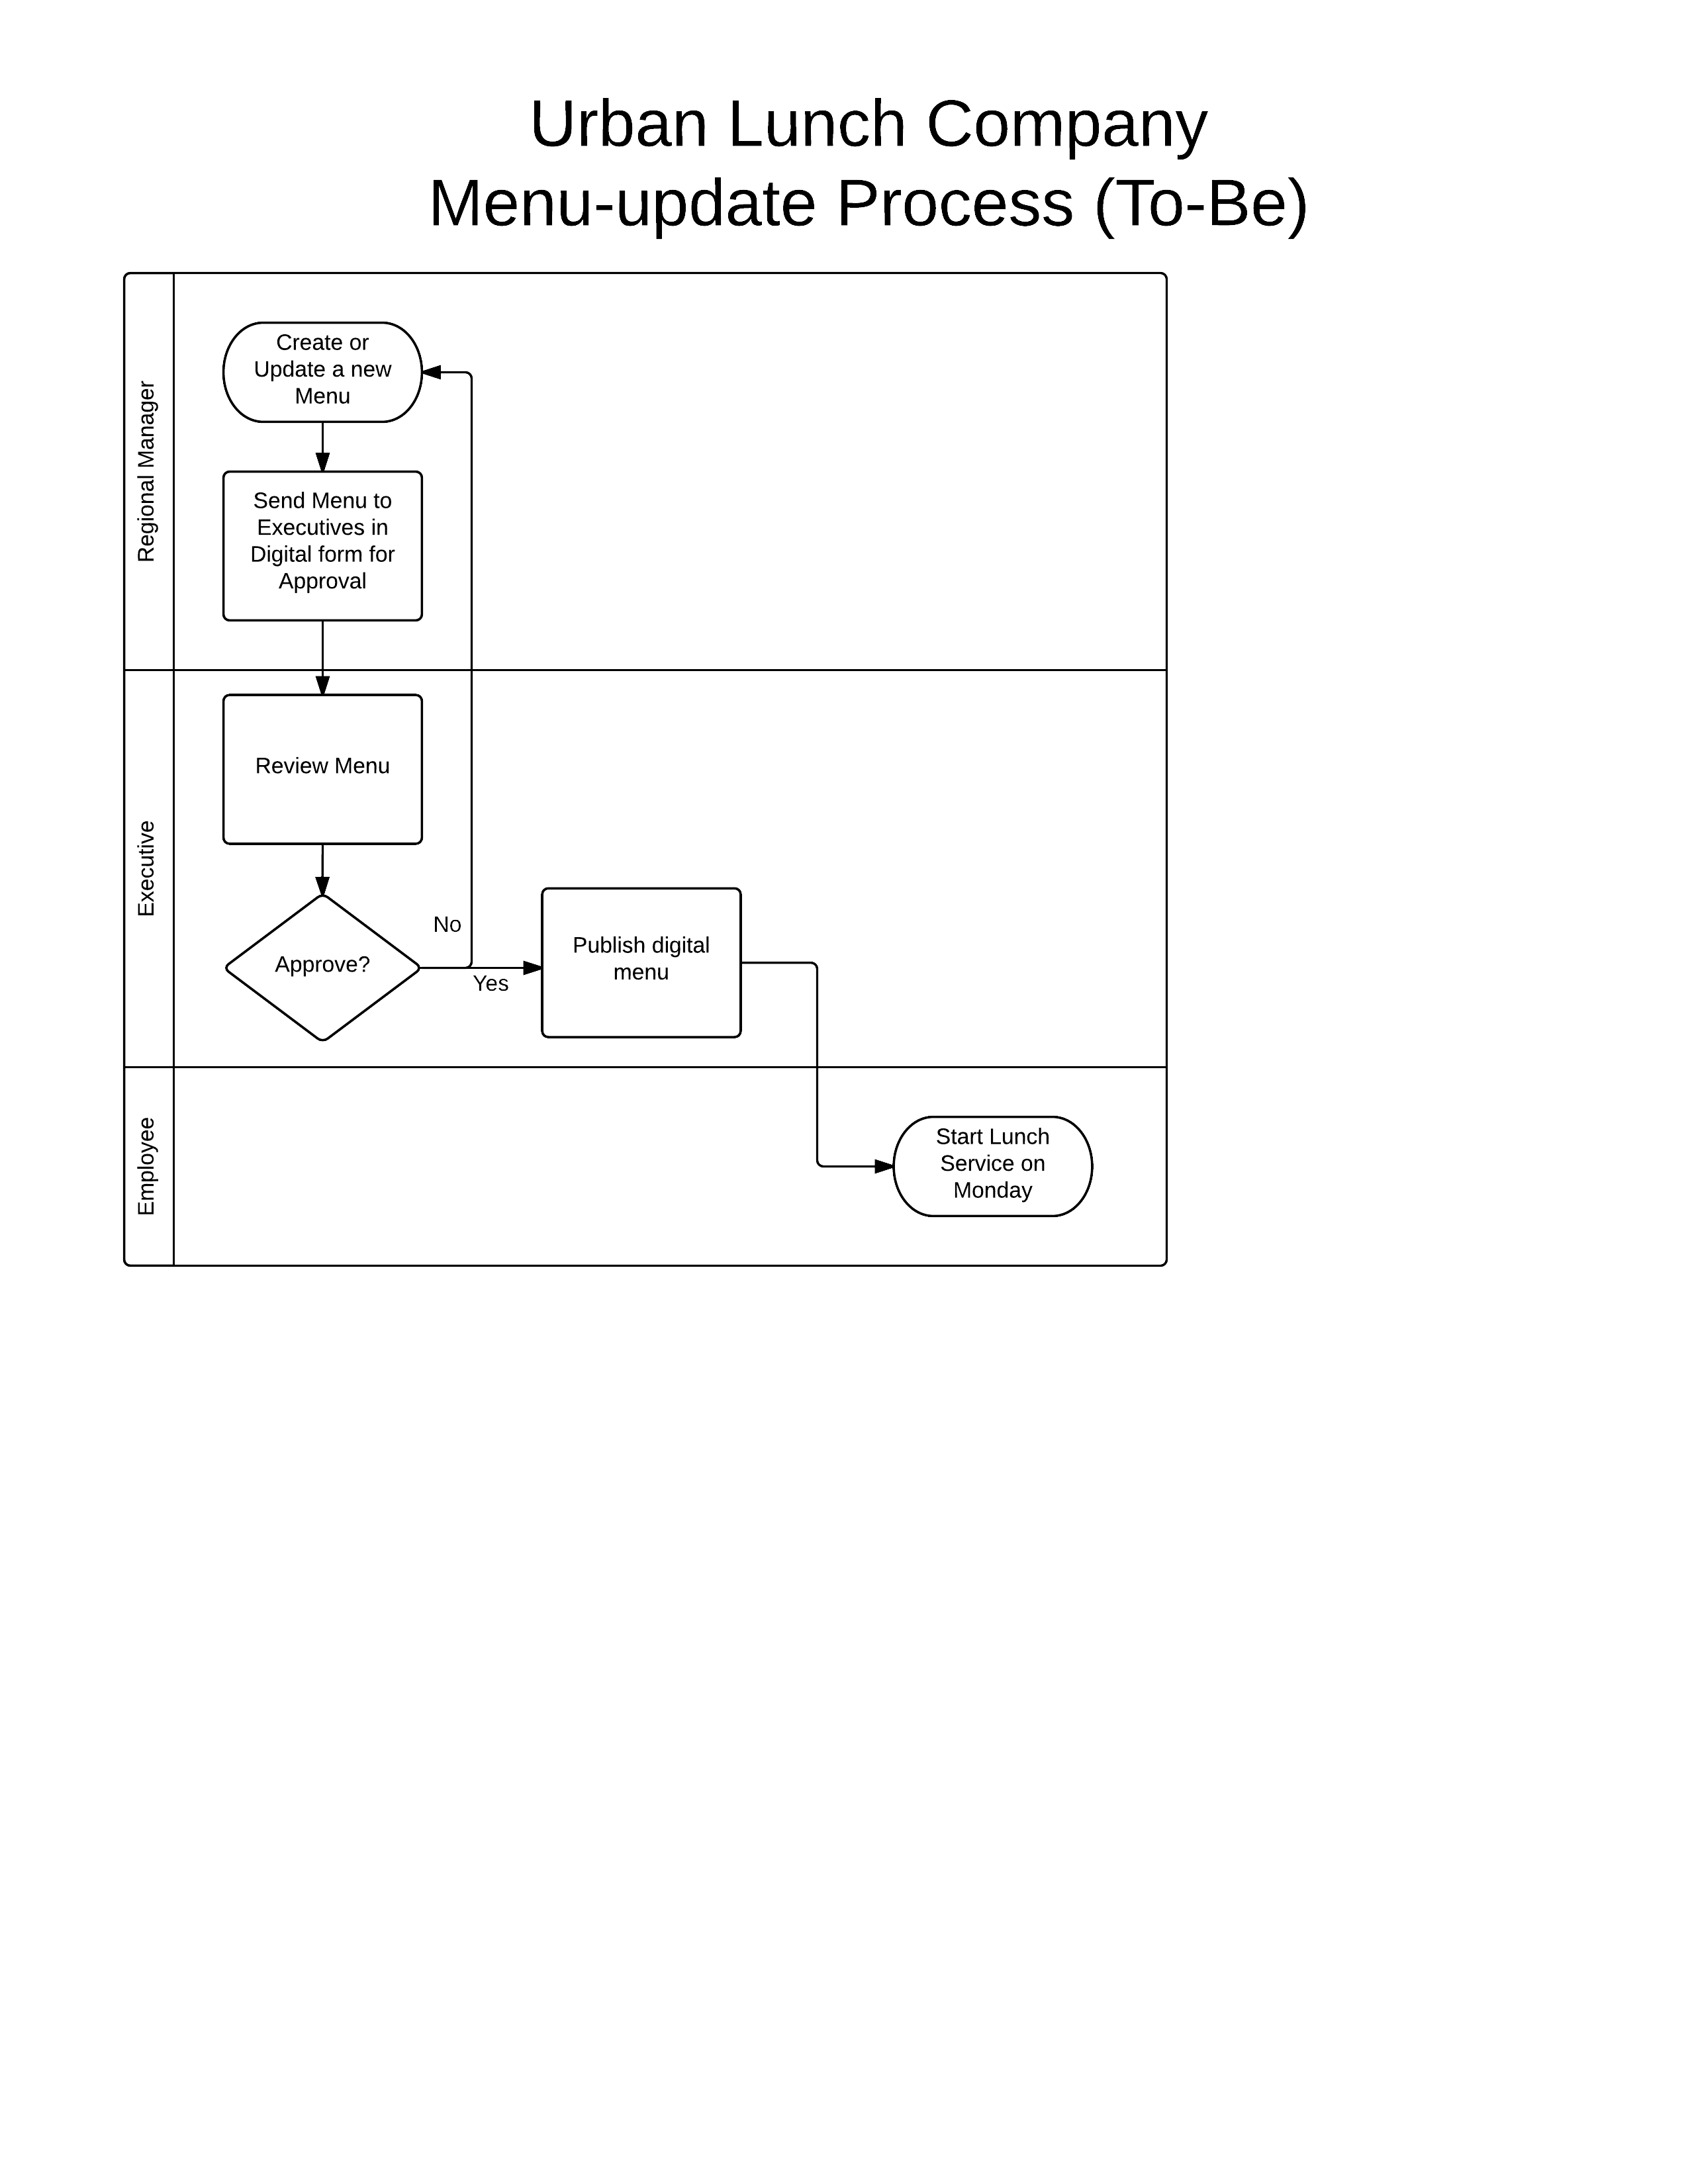 Urban Lunch Company
Menu-update Process (To-Be)
Regional Manager
Create or
Update a new
Menu
Send Menu to
Executives in
Digital form for
Approval
Executive
Review Menu
Approve?
No
Yes
Publish digital
menu
Employee
Start Lunch
Service on
Monday